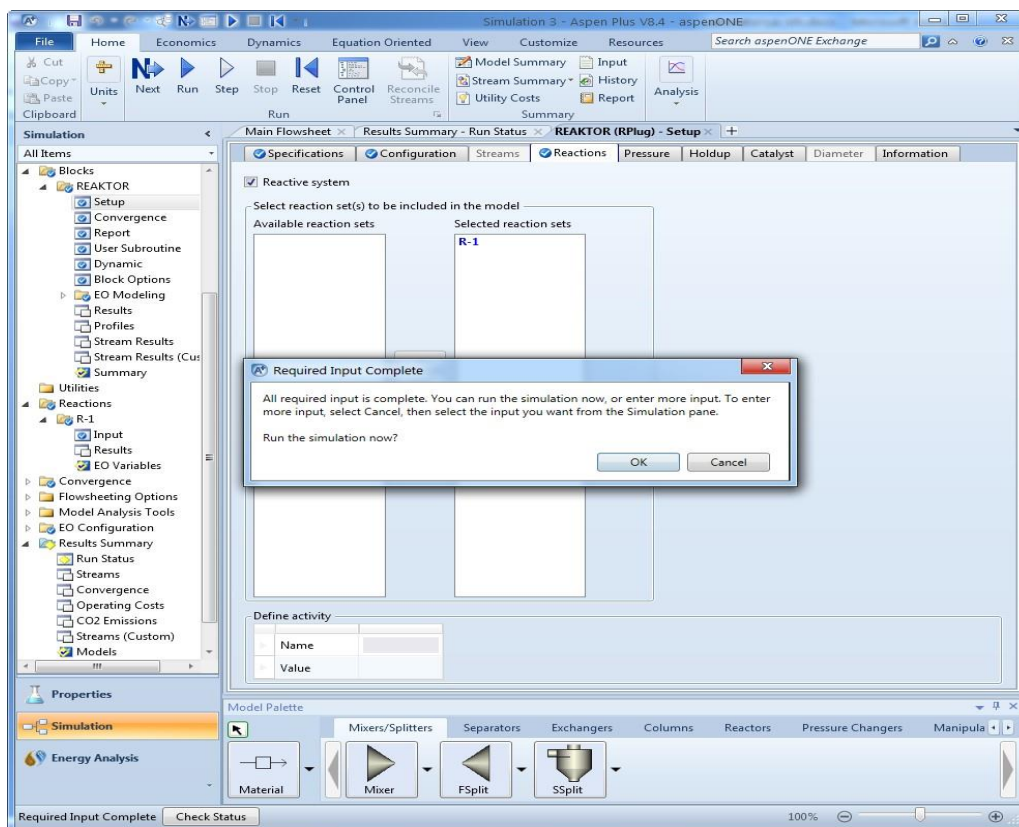 Simulation 3 - Aspen Plus V8.4 - aspenONE
File Home Economics Dynamics Equation Oriented View Customize Resources Search aspenONE Exchange
Cut
Copy
Paste
Clipboard
Units
Next Run Step Stop Reset Control Panel Reconcile Streams
Run
Model Summary Input
Stream Summary History
Utility Costs Report
Summary
Analysis
Simulation
All Items
Blocks
REAKTOR
Setup
Convergence
Report
User Subroutine
Dynamic
Block Options
EO Modeling
Results
Profiles
Stream Results
Stream Results (Cus
Summary
Utilities
Reactions
R-1
Input
Results
EO Variables
Convergence
Flowsheeting Options
Model Analysis Tools
EO Configuration
Results Summary
Run Status
Streams
Convergence
Operating Costs
CO2 Emissions
Streams (Custom)
Models
Properties
Simulation
Energy Analysis
Main Flowsheet Results Summary - Run Status REAKTOR (RPlug) - Setup
Specifications Configuration Streams Reactions Pressure Holdup Catalyst Diameter Information
Reactive system
Select reaction set(s) to be included in the model
Available reaction sets Selected reaction sets
R-1
Required Input Complete
All required input is complete. You can run the simulation now, or enter more input. To enter
more input, select Cancel, then select the input you want from the Simulation pane.
Run the simulation now?
OK Cancel
Define activity
Name
Value
Model Palette
Mixers/Splitters Separators Exchangers Columns Reactors Pressure Changers Manipula
Material Mixer FSplit SSplit
Required Input Complete Check Status 100%